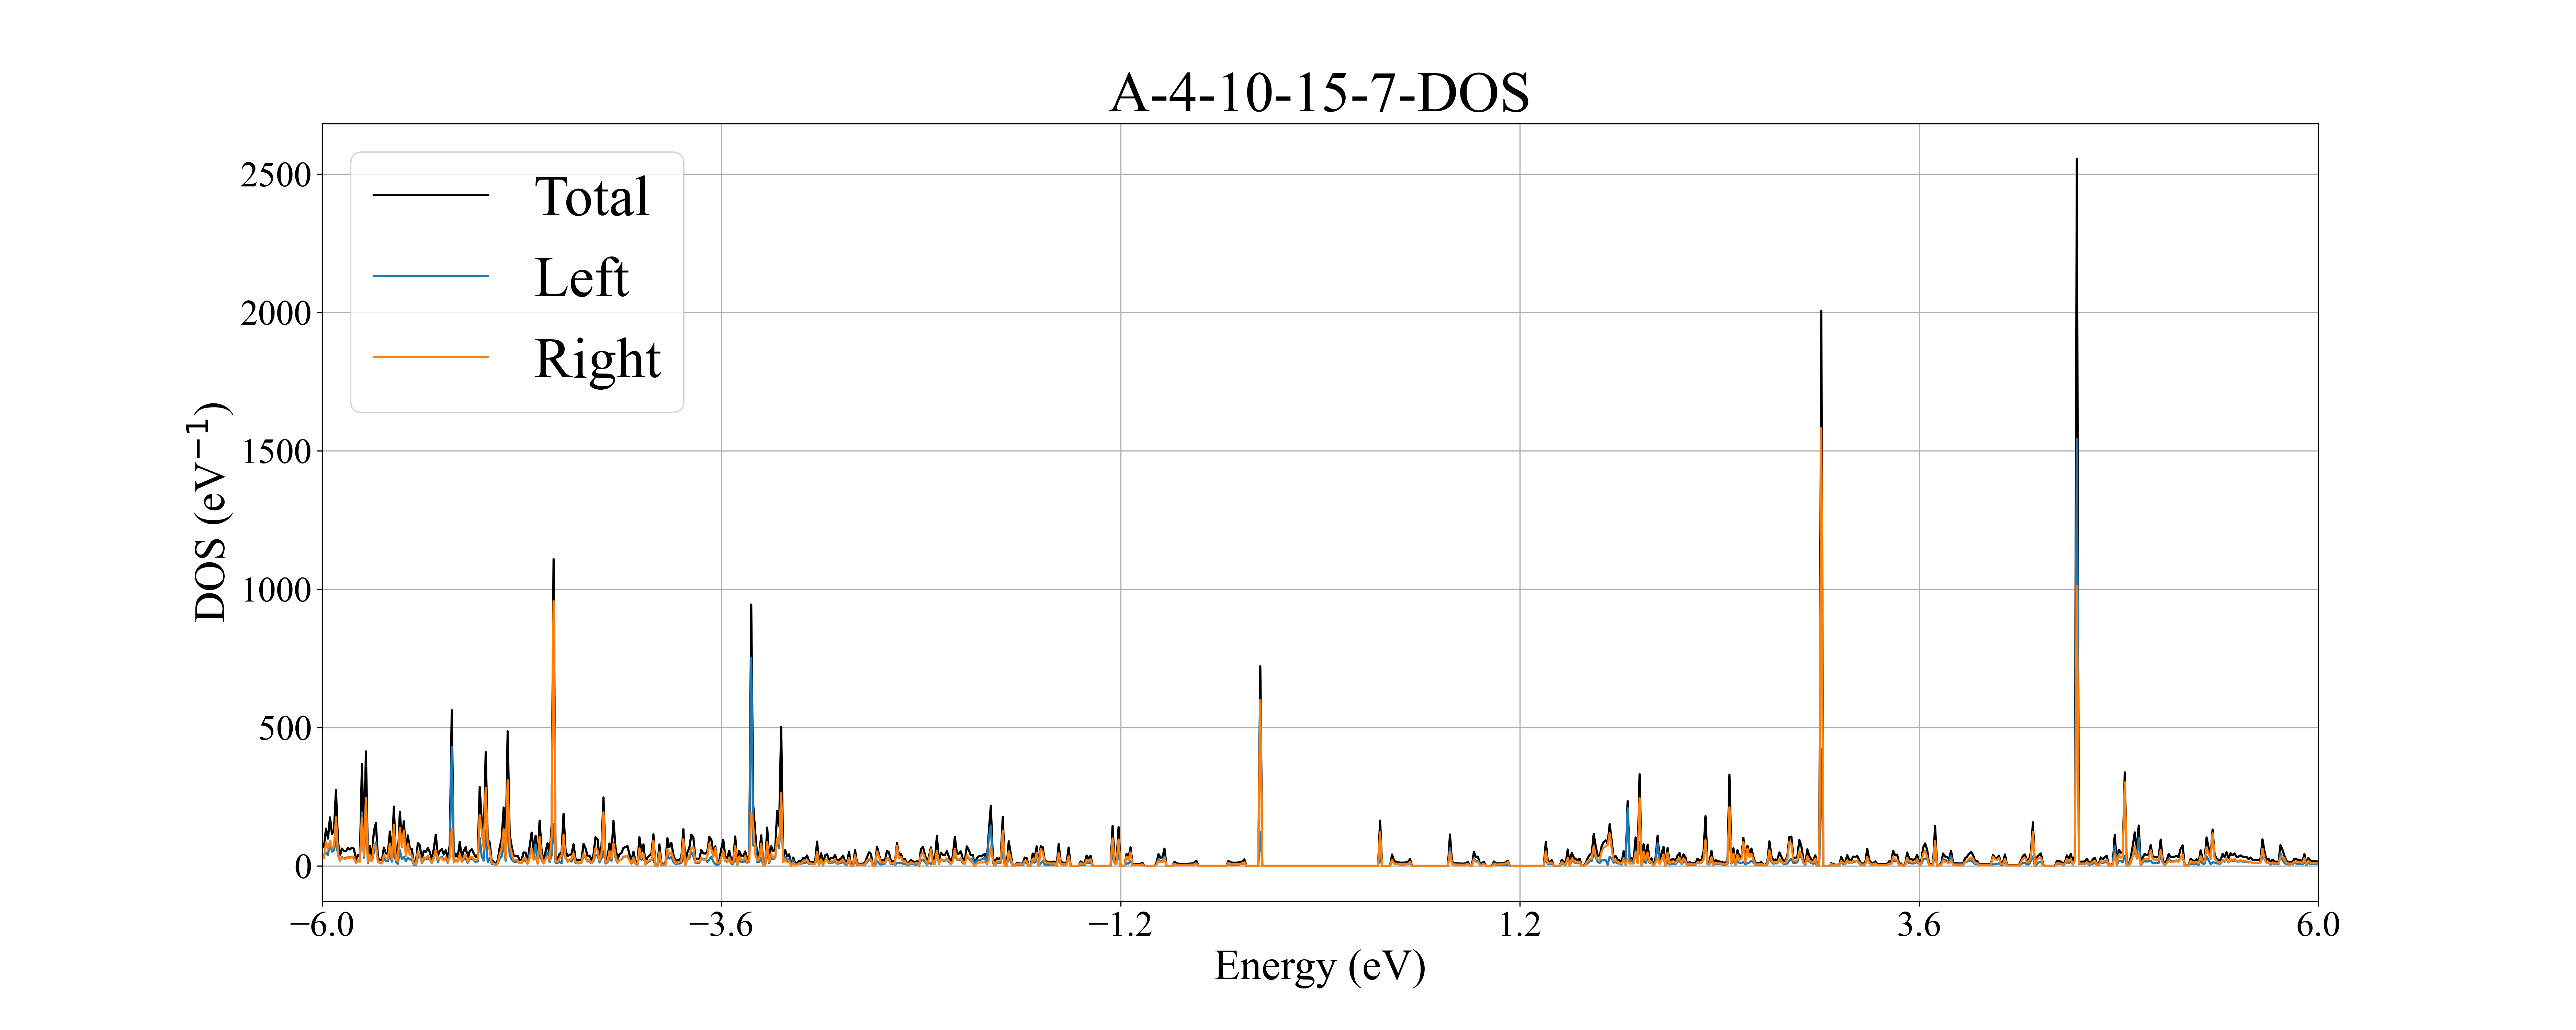 A-4-10-15-7-DOS
Total
Left
Right
2500
2000
1500
1000
500
0
DOS (eV⁻¹)
−6.0 −3.6 −1.2 1.2 3.6 6.0
Energy (eV)